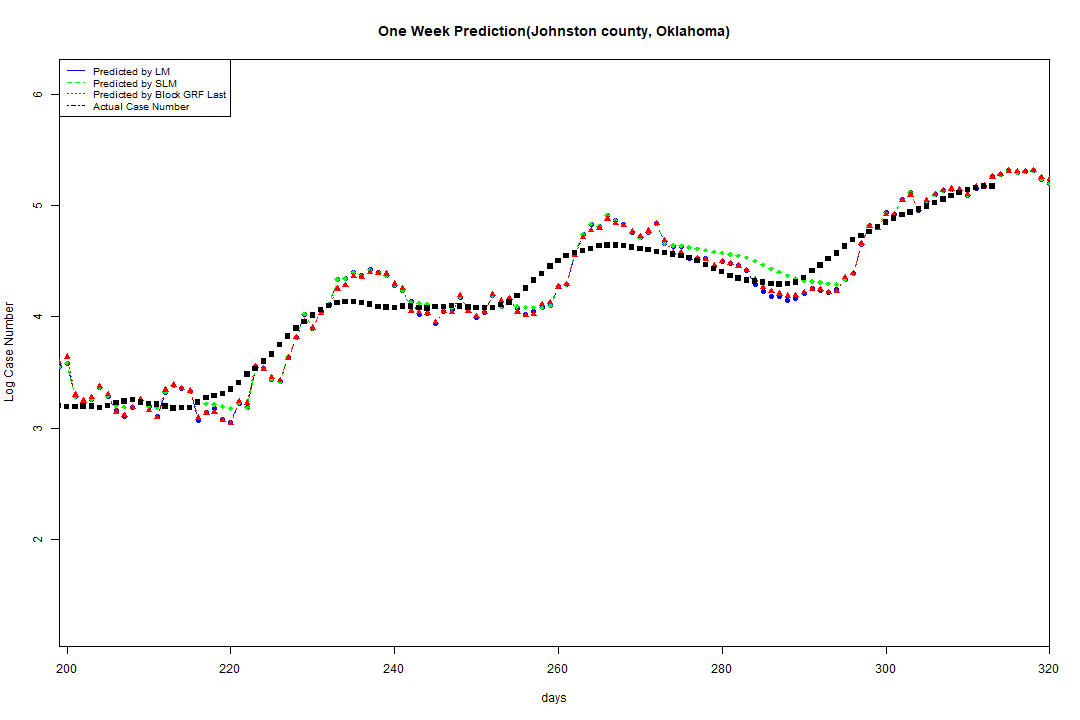 One Week Prediction(Johnston county, Oklahoma)
Predicted by LM
Predicted by SLM
Predicted by Block GRF Last
Actual Case Number
6
5
4
3
2
Log Case Number
200 220 240 260 280 300 320
days